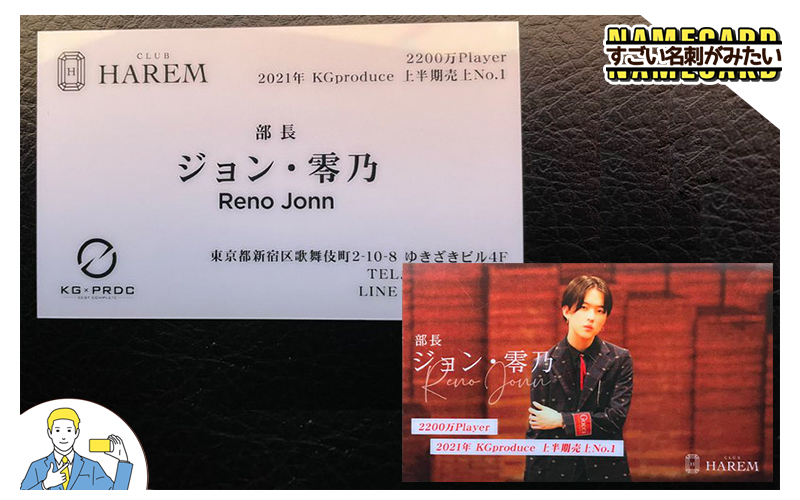 NAMECARD
すごい名刺がみたい
NAMECARD
CLUB
HAREM
2200万Player
2021年 KGproduce 上半期売上No.1
部長
ジョン・零乃
Reno Jonn
東京都新宿区歌舞伎町2-10-8 ゆきざきビル4F
TEL.
LINE
KG×PRDC
BEST COMPLETE
部長
ジョン・零乃
Reno Jonn
2200万Player
2021年 KGproduce 上半期売上No.1
CLUB
HAREM